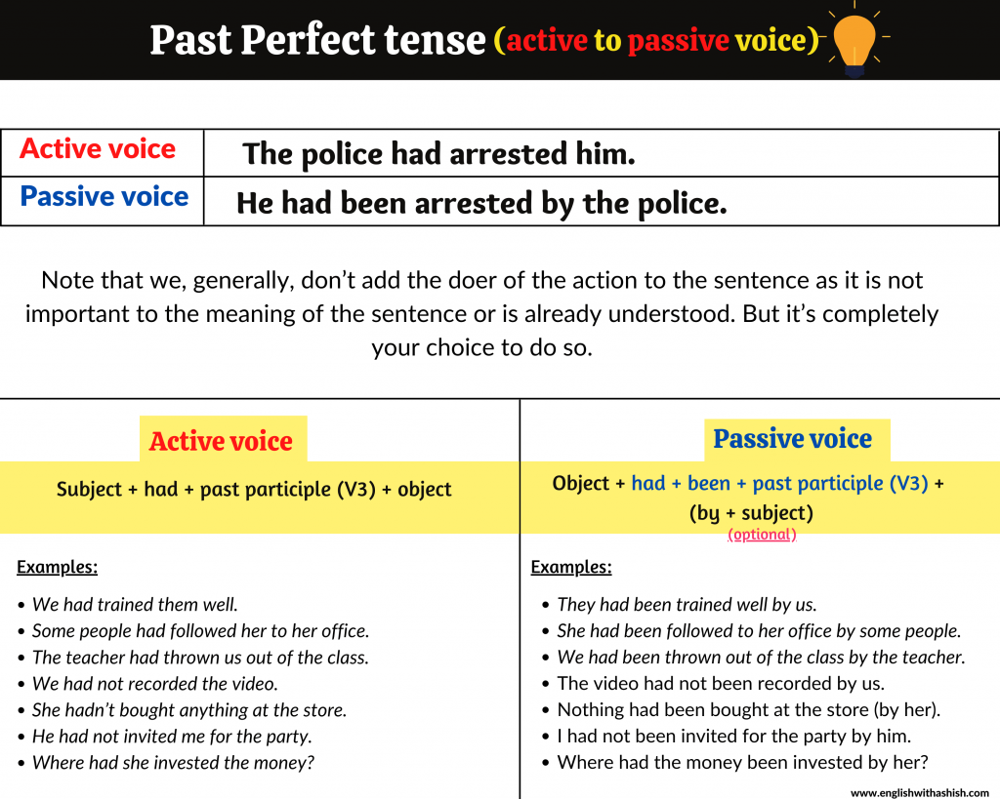 Past Perfect tense (active to passive voice)
Active voice
The police had arrested him.
Passive voice
He had been arrested by the police.
Note that we, generally, don’t add the doer of the action to the sentence as it is not
important to the meaning of the sentence or is already understood. But it’s completely
your choice to do so.
Active voice
Subject + had + past participle (V3) + object
Examples:
• We had trained them well.
• Some people had followed her to her office.
• The teacher had thrown us out of the class.
• We had not recorded the video.
• She hadn’t bought anything at the store.
• He had not invited me for the party.
• Where had she invested the money?
Passive voice
Object + had + been + past participle (V3) +
(by + subject)
(optional)
Examples:
• They had been trained well by us.
• She had been followed to her office by some people.
• We had been thrown out of the class by the teacher.
• The video had not been recorded by us.
• Nothing had been bought at the store (by her).
• I had not been invited for the party by him.
• Where had the money been invested by her?
www.englishwithashish.com